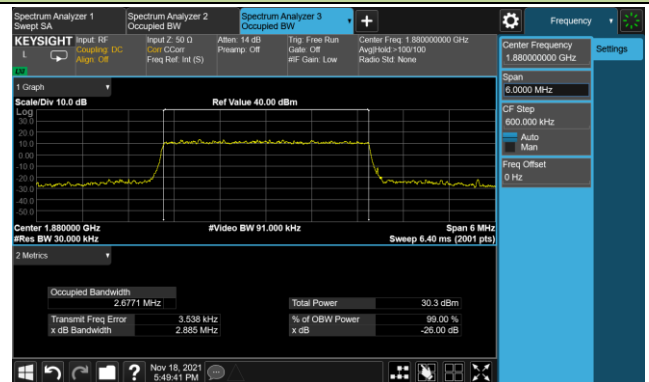 Spectrum Analyzer 1
Swept SA
Spectrum Analyzer 2
Occupied BW
Spectrum Analyzer 3
Occupied BW
Frequency
KEYSIGHT
L
Input: RF
Coupling: DC
Align: Off
Input Z: 50 Ω
Corr CCorr
Freq Ref: Int (S)
Atten: 14 dB
Preamp: Off
Trig: Free Run
Gate: Off
#IF Gain: Low
Center Freq: 1.880000000 GHz
Avg|Hold:>100/100
Radio Std: None
Center Frequency
1.880000000 GHz
Settings
Span
6.0000 MHz
CF Step
600.000 kHz
Auto
Man
Freq Offset
0 Hz
1 Graph
Scale/Div 10.0 dB
Ref Value 40.00 dBm
Log
30.0
20.0
10.0
0.00
-10.0
-20.0
-30.0
-40.0
-50.0
Center 1.880000 GHz
#Video BW 91.000 kHz
Span 6 MHz
#Res BW 30.000 kHz
Sweep 6.40 ms (2001 pts)
2 Metrics
Occupied Bandwidth
2.6771 MHz
Total Power
30.3 dBm
Transmit Freq Error
3.538 kHz
% of OBW Power
99.00 %
x dB Bandwidth
2.885 MHz
x dB
-26.00 dB
Nov 18, 2021
5:49:41 PM